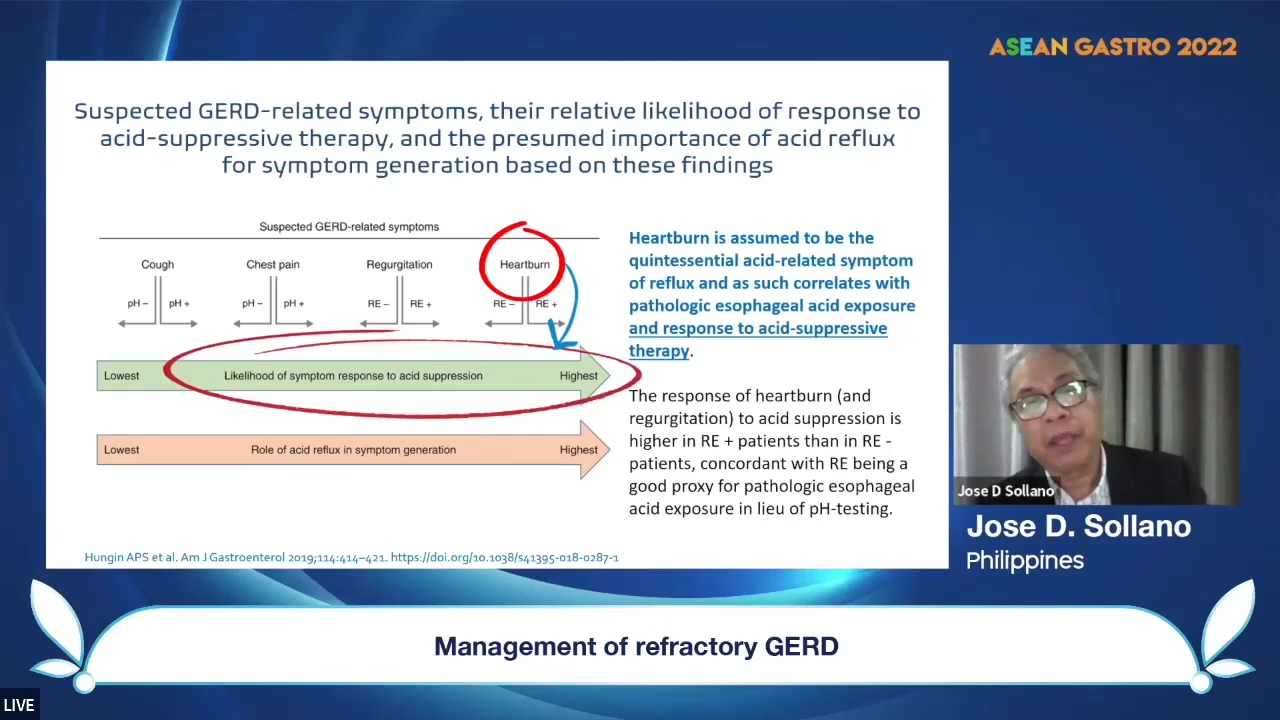 ASEAN GASTRO 2022
Suspected GERD-related symptoms, their relative likelihood of response to
acid-suppressive therapy, and the presumed importance of acid reflux
for symptom generation based on these findings
Suspected GERD-related symptoms
Cough Chest pain Regurgitation Heartburn
pH – pH + pH – pH + RE – RE + RE – RE +
Lowest Likelihood of symptom response to acid suppression Highest
Lowest Role of acid reflux in symptom generation Highest
Heartburn is assumed to be the
quintessential acid-related symptom
of reflux and as such correlates with
pathologic esophageal acid exposure
and response to acid-suppressive
therapy.
The response of heartburn (and
regurgitation) to acid suppression is
higher in RE + patients than in RE -
patients, concordant with RE being a
good proxy for pathologic esophageal
acid exposure in lieu of pH-testing.
Hungin APS et al. Am J Gastroenterol 2019;114:414–421. https://doi.org/10.1038/s41395-018-0287-1
Jose D Sollano
Jose D. Sollano
Philippines
Management of refractory GERD
LIVE